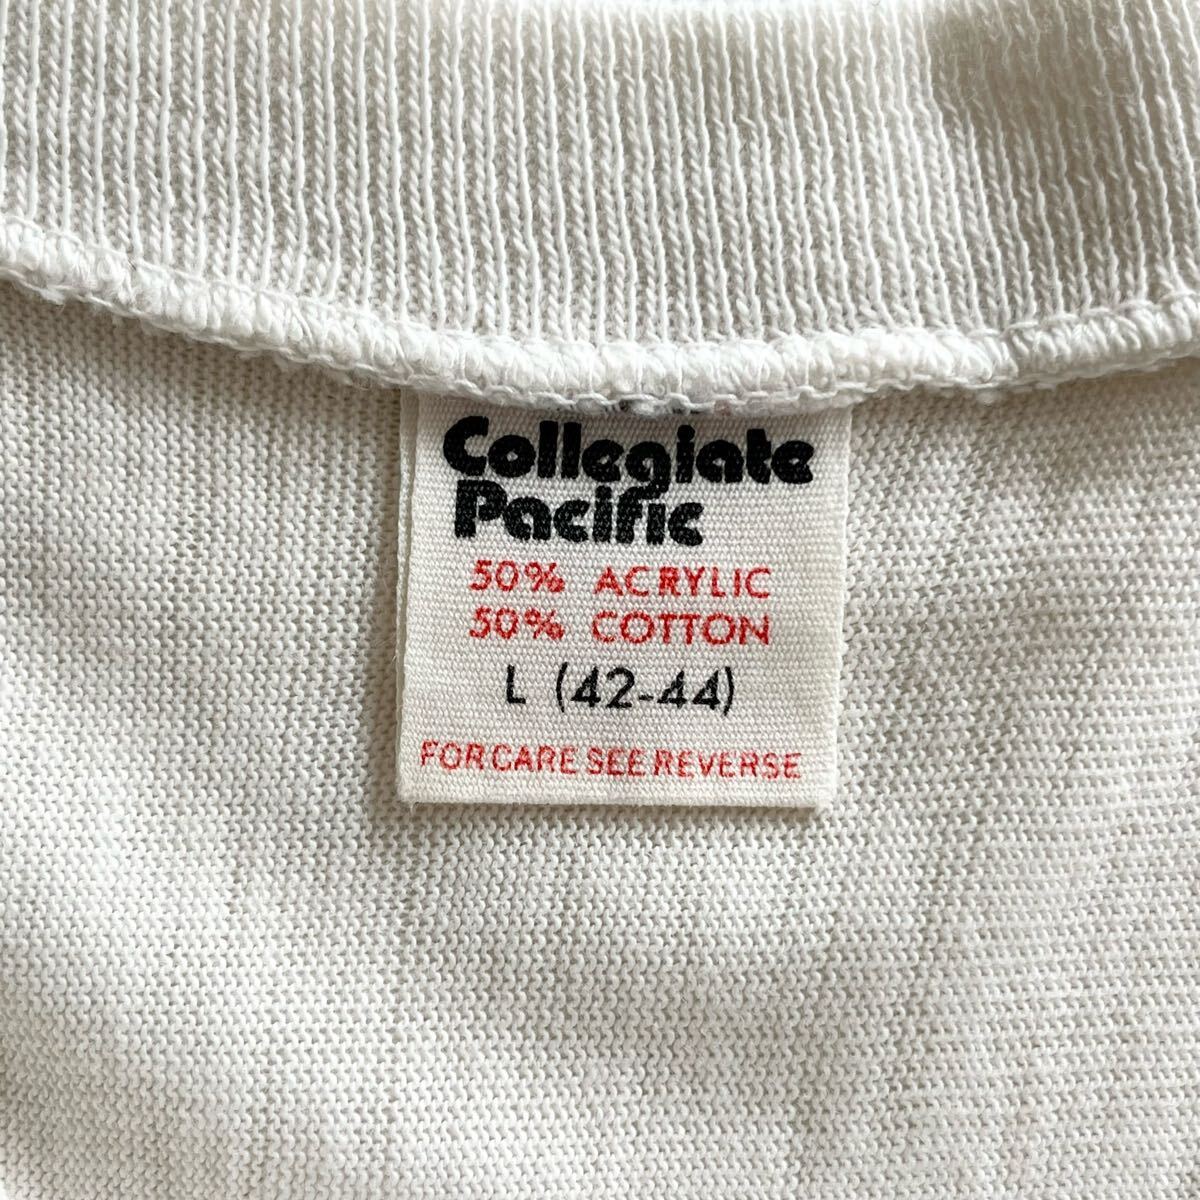 Collegiate
Pacific
50% ACRYLIC
50% COTTON
L (42-44)
FOR CARE SEE REVERSE